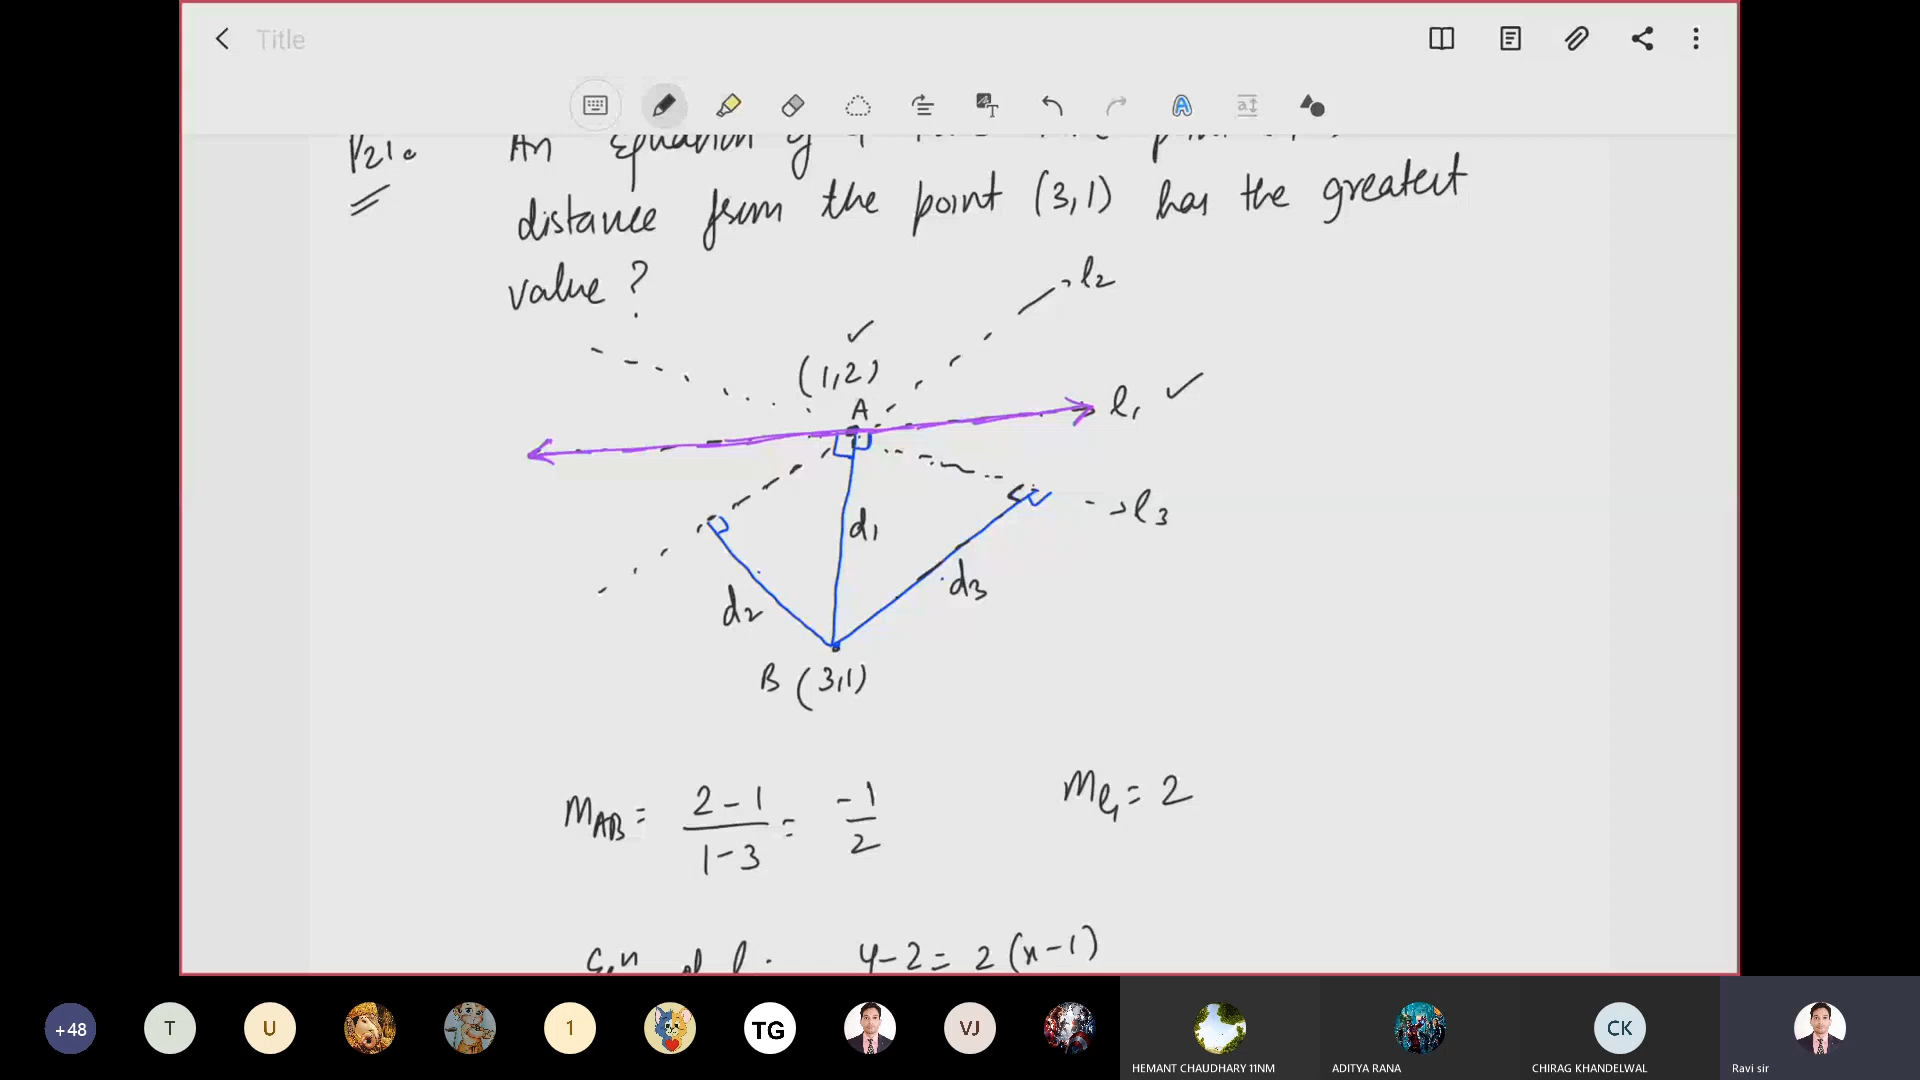 Title
P21.
An Equation of
distance from the point (3,1) has the greatest
value ?
l2
(1,2)
A
l1
l3
d1
d2
d3
B (3,1)
MAB = 2-1 / 1-3 = -1/2
Ml1 = 2
y-2 = 2(x-1)
+48
T
U
1
TG
VJ
CK
HEMANT CHAUDHARY 11NM
ADITYA RANA
CHIRAG KHANDELWAL
Ravi sir